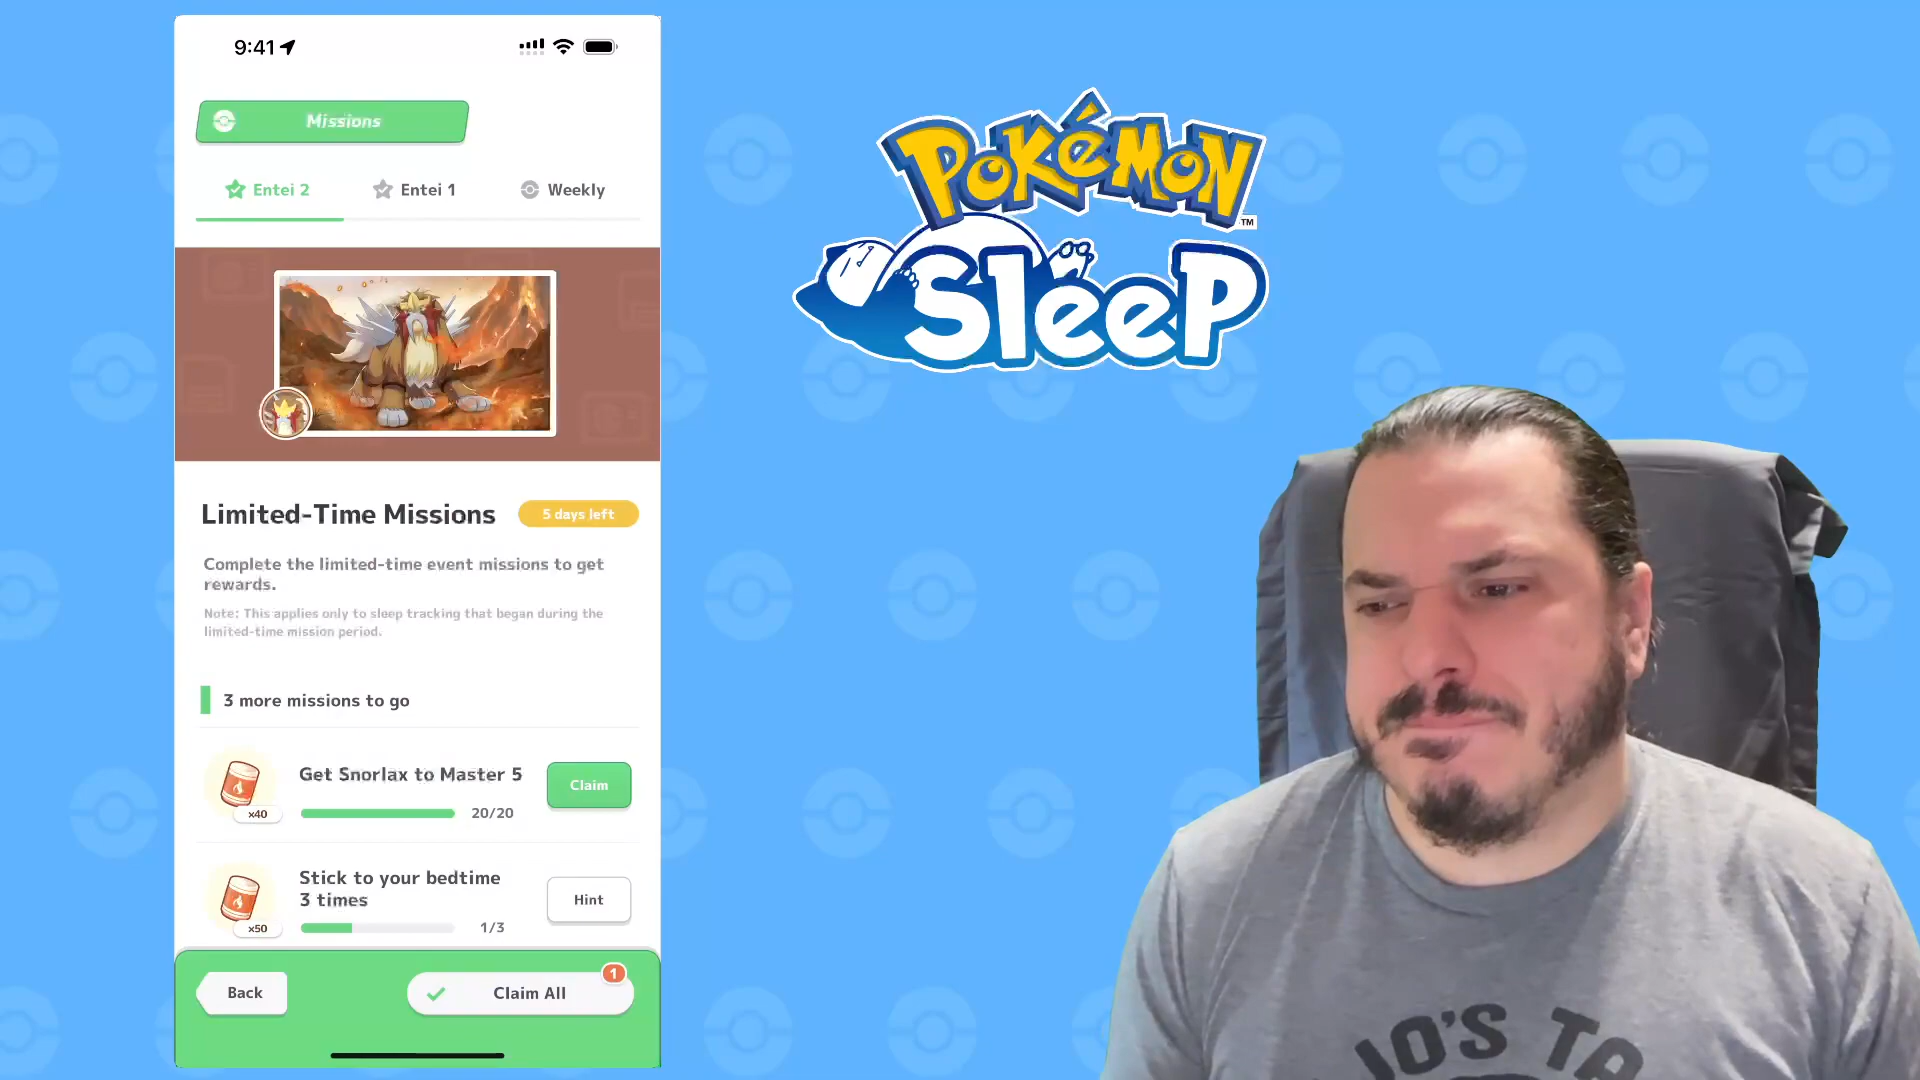 9:41
Missions
Entei 2
Entei 1
Weekly
POKéMON
TM
Sleep
Limited-Time Missions
5 days left
Complete the limited-time event missions to get
rewards.
Note: This applies only to sleep tracking that began during the
limited-time mission period.
3 more missions to go
Get Snorlax to Master 5
Claim
x40
20/20
Stick to your bedtime
3 times
Hint
x50
1/3
Back
Claim All
1
JO'S TA